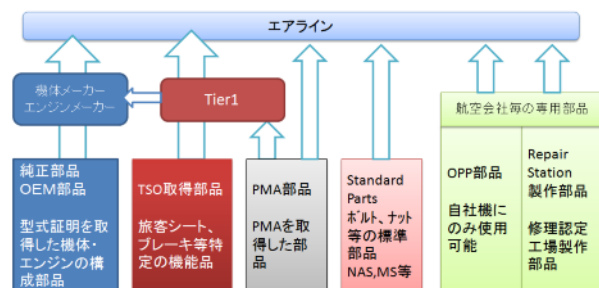 エアライン
機体メーカー
エンジンメーカー
Tier1
航空会社毎の専用部品
純正部品
OEM部品
型式証明を取
得した機体・
エンジンの構
成部品
TSO取得部品
旅客シート、
ブレーキ等特
定の機能品
PMA部品
PMAを取
得した部
品
Standard
Parts
ﾎﾞﾙﾄ、ナット
等の標準
部品
NAS,MS等
OPP部品
自社機に
のみ使用
可能
Repair
Station
製作部品
修理認定
工場製作
部品